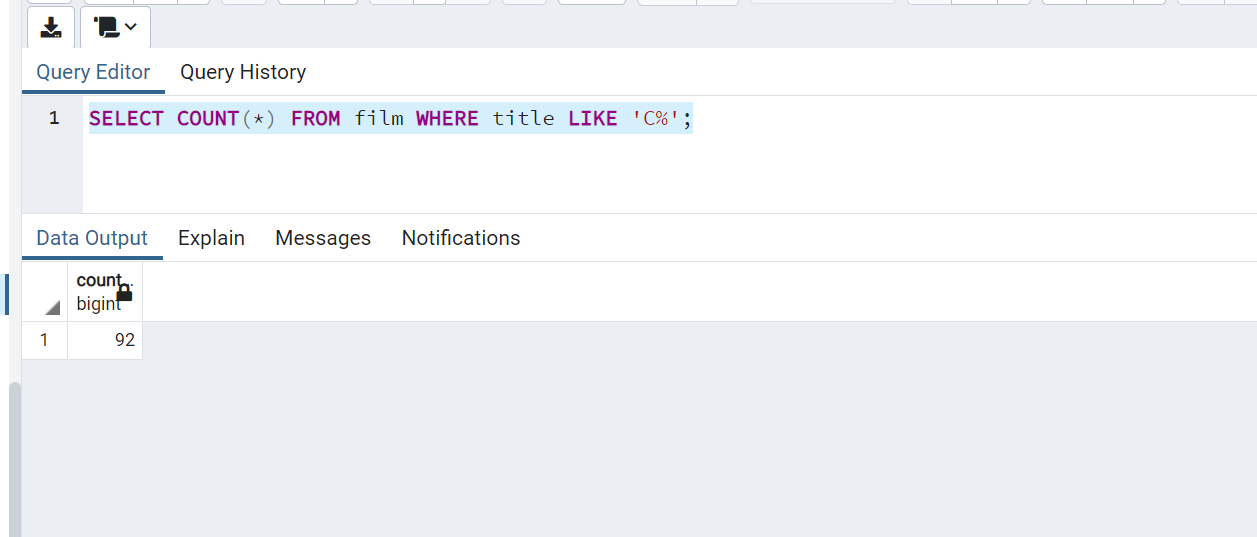 Query Editor Query History
1 SELECT COUNT(*) FROM film WHERE title LIKE 'C%';
Data Output Explain Messages Notifications
count..
bigint
1 92